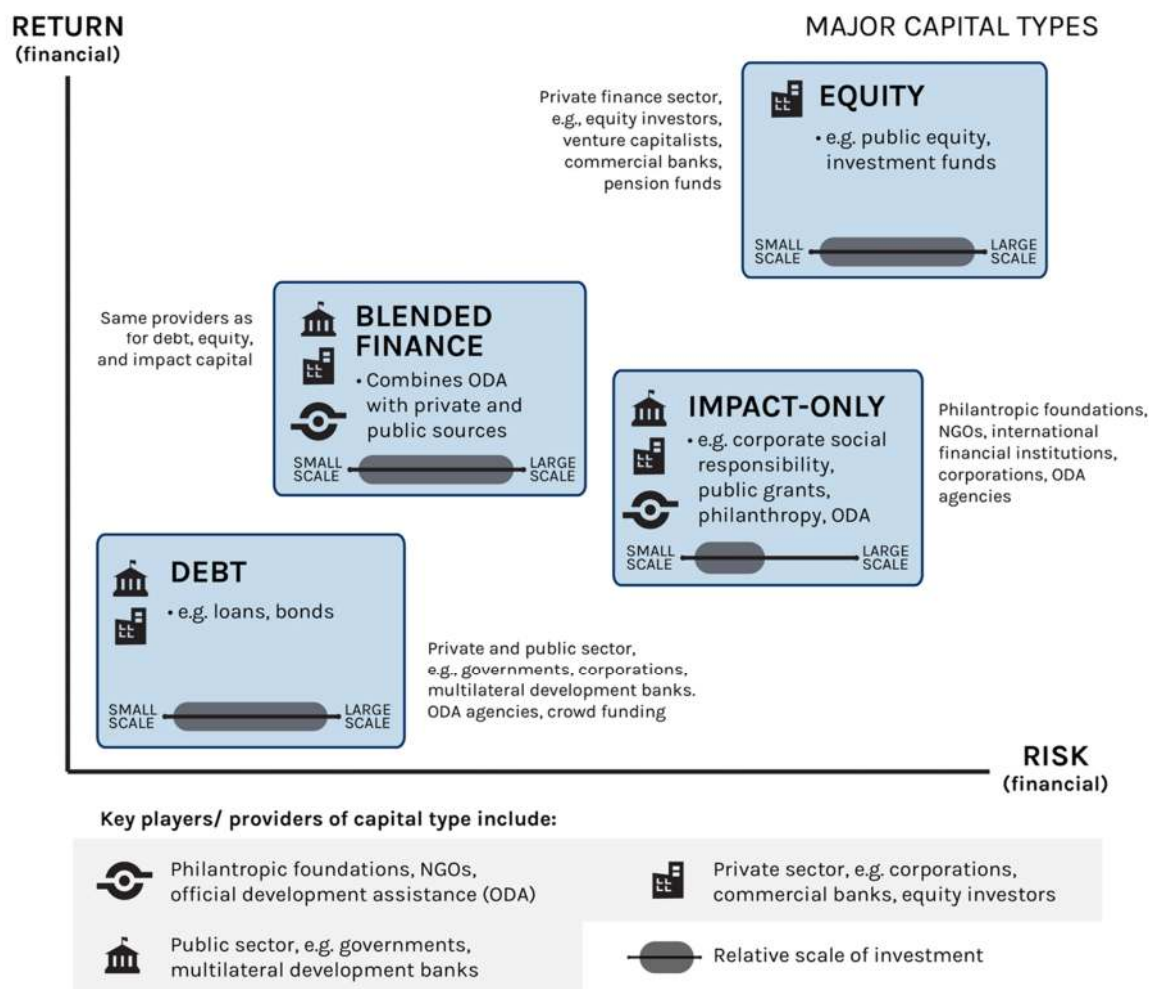 RETURN
(financial)
MAJOR CAPITAL TYPES
Private finance sector,
e.g., equity investors,
venture capitalists,
commercial banks,
pension funds
EQUITY
• e.g. public equity,
investment funds
SMALL
SCALE
LARGE
SCALE
Same providers as
for debt, equity,
and impact capital
BLENDED
FINANCE
• Combines ODA
with private and
public sources
SMALL
SCALE
LARGE
SCALE
IMPACT-ONLY
• e.g. corporate social
responsibility,
public grants,
philanthropy, ODA
SMALL
SCALE
LARGE
SCALE
Philantropic foundations,
NGOs, international
financial institutions,
corporations, ODA
agencies
DEBT
• e.g. loans, bonds
SMALL
SCALE
LARGE
SCALE
Private and public sector,
e.g., governments, corporations,
multilateral development banks.
ODA agencies, crowd funding
RISK
(financial)
Key players/ providers of capital type include:
Philantropic foundations, NGOs,
official development assistance (ODA)
Private sector, e.g. corporations,
commercial banks, equity investors
Public sector, e.g. governments,
multilateral development banks
Relative scale of investment